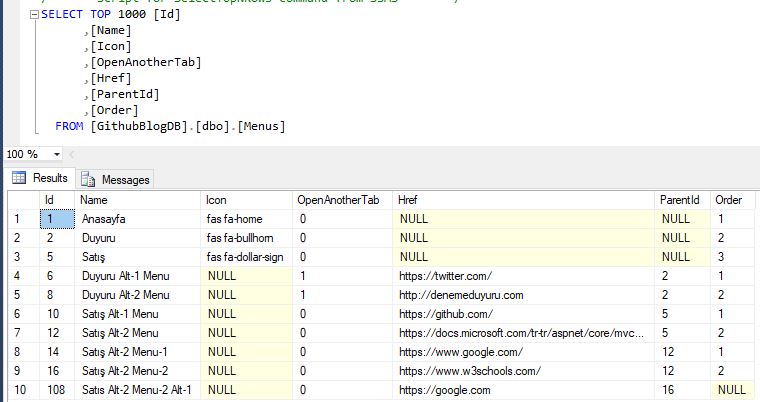 SELECT TOP 1000 [Id]
,[Name]
,[Icon]
,[OpenAnotherTab]
,[Href]
,[ParentId]
,[Order]
FROM [GithubBlogDB].[dbo].[Menus]
100 %
Results Messages
Id Name Icon OpenAnotherTab Href ParentId Order
1 1 Anasayfa fas fa-home 0 NULL NULL 1
2 2 Duyuru fas fa-bullhorn 0 NULL NULL 2
3 5 Satış fas fa-dollar-sign 0 NULL NULL 3
4 6 Duyuru Alt-1 Menu NULL 1 https://twitter.com/ 2 1
5 8 Duyuru Alt-2 Menu NULL 1 http://denemeduyuru.com 2 2
6 10 Satış Alt-1 Menu NULL 0 https://github.com/ 5 1
7 12 Satış Alt-2 Menu NULL 0 https://docs.microsoft.com/tr-tr/aspnet/core/mvc... 5 2
8 14 Satış Alt-2 Menu-1 NULL 0 https://www.google.com/ 12 1
9 16 Satış Alt-2 Menu-2 NULL 0 https://www.w3schools.com/ 12 2
10 108 Satıs Alt-2 Menu-2 Alt-1 NULL 0 https://google.com 16 NULL